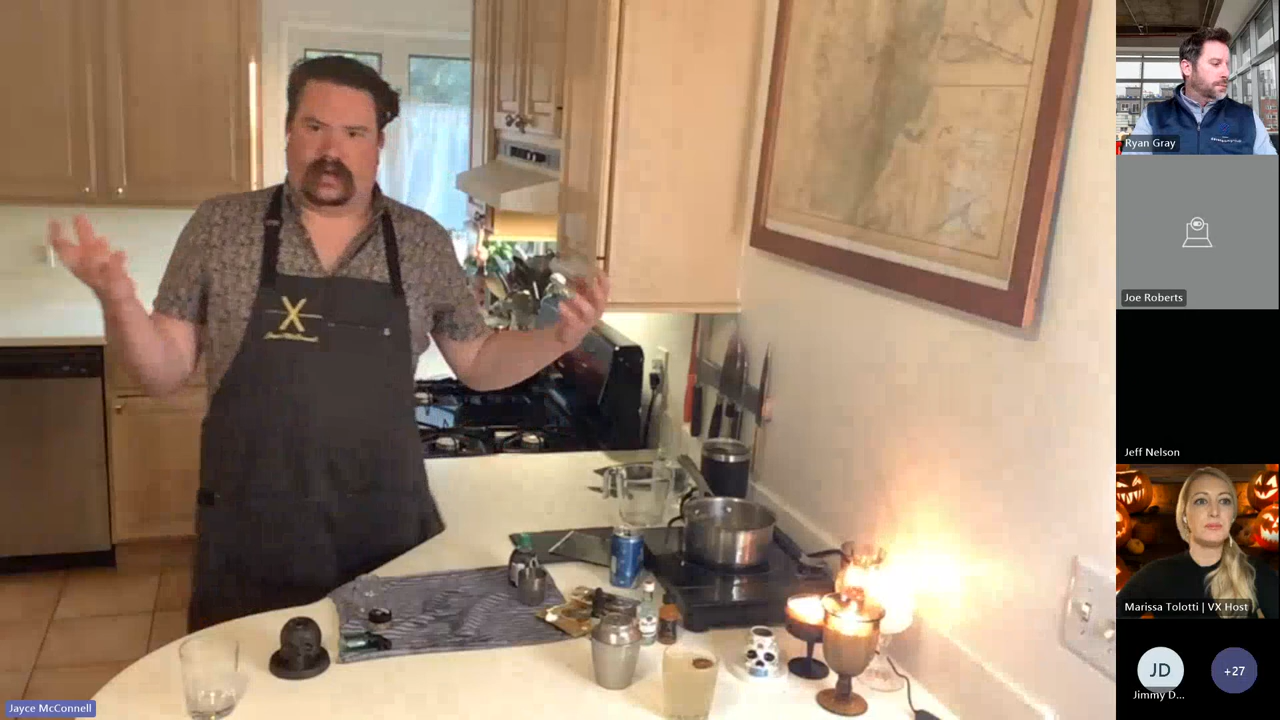 Ryan Gray
Joe Roberts
Jeff Nelson
Marissa Tolotti | VX Host
JD
Jimmy D...
+27
Jayce McConnell
X